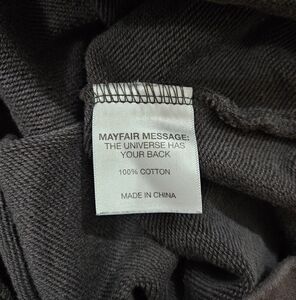 MAYFAIR MESSAGE:
THE UNIVERSE HAS
YOUR BACK
100% COTTON
MADE IN CHINA